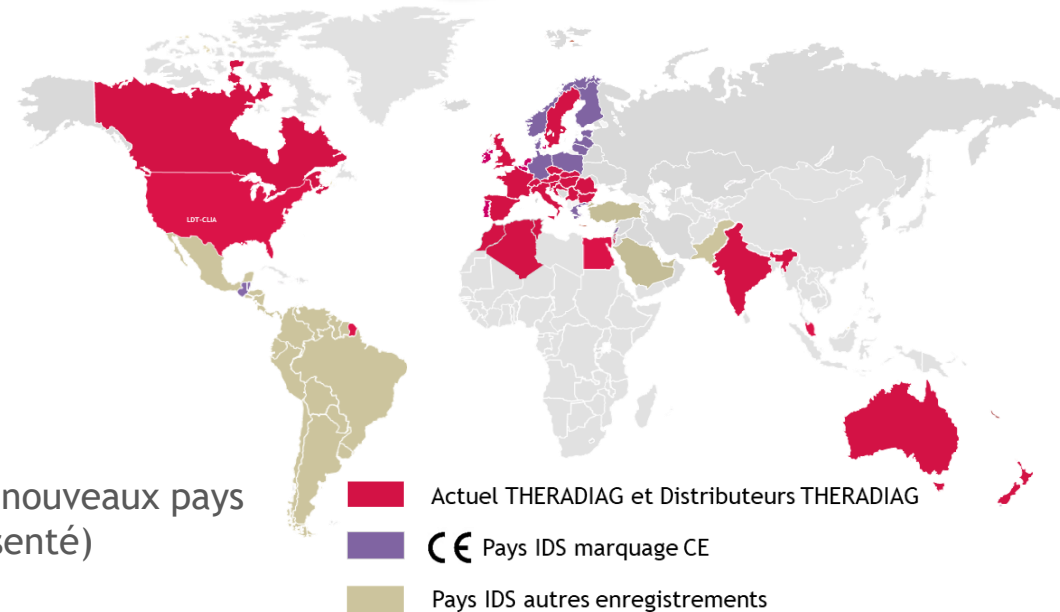 LDT-CLIA
nouveaux pays
senté)
Actuel THERADIAG et Distributeurs THERADIAG
CE Pays IDS marquage CE
Pays IDS autres enregistrements